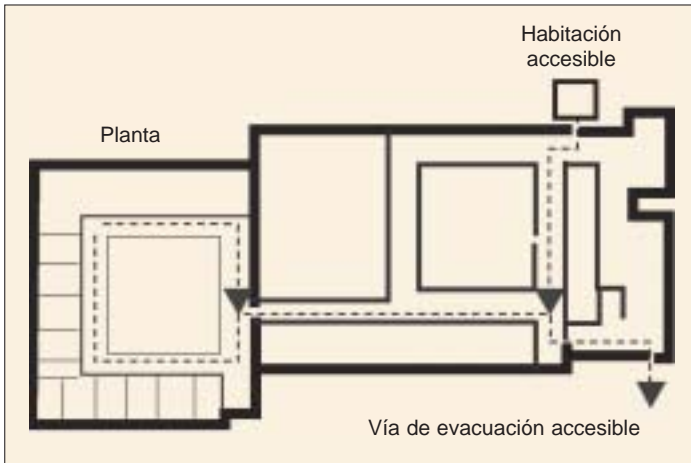 Habitación
accesible
Planta
Vía de evacuación accesible